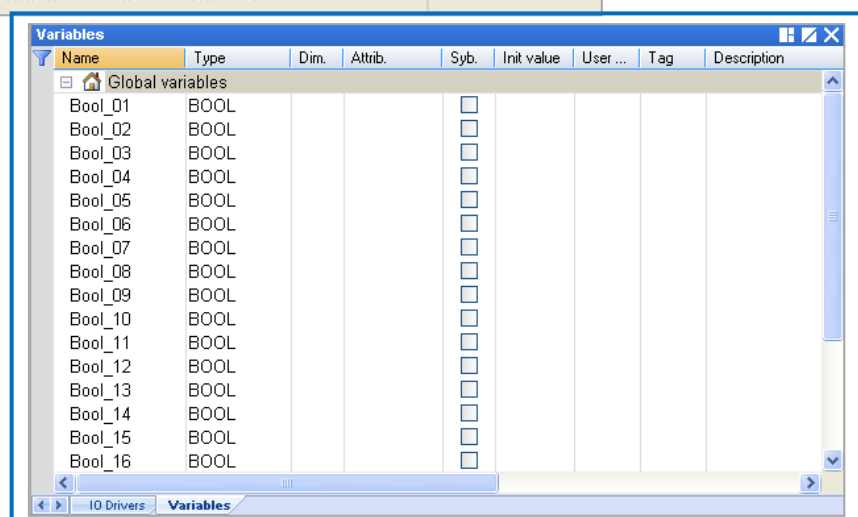 Variables
Name Type Dim. Attrib. Syb. Init value User ... Tag Description
Global variables
Bool_01 BOOL
Bool_02 BOOL
Bool_03 BOOL
Bool_04 BOOL
Bool_05 BOOL
Bool_06 BOOL
Bool_07 BOOL
Bool_08 BOOL
Bool_09 BOOL
Bool_10 BOOL
Bool_11 BOOL
Bool_12 BOOL
Bool_13 BOOL
Bool_14 BOOL
Bool_15 BOOL
Bool_16 BOOL
IO Drivers Variables